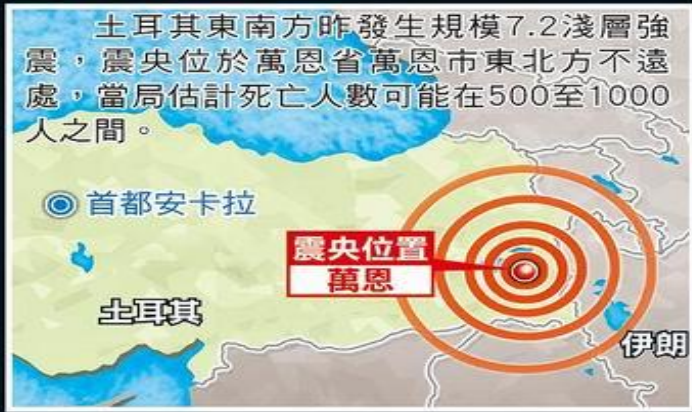 土耳其東南方昨發生規模7.2淺層強
震，震央位於萬恩省萬恩市東北方不遠
處，當局估計死亡人數可能在500至1000
人之間。
首都安卡拉
震央位置
萬恩
土耳其
伊朗